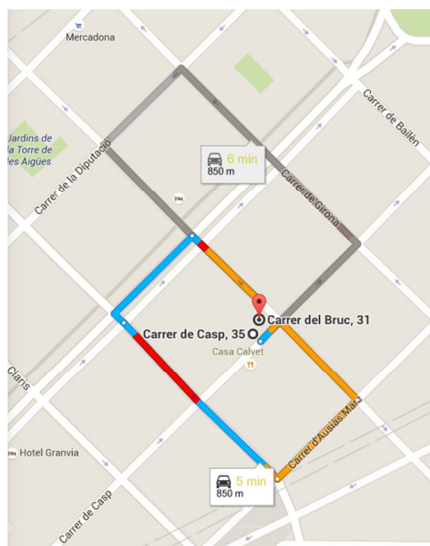 Mercadona
Carrer de Bailèn
Jardins de
la Torre de
les Aigües
Carrer de la Diputació
6 min
850 m
Carrer de Girona
Carrer del Bruc, 31
Carrer de Casp, 35
Casa Calvet
Claris
Carrer d'Ausiàs Marc
Hotel Granvia
5 min
850 m
Carrer de Casp